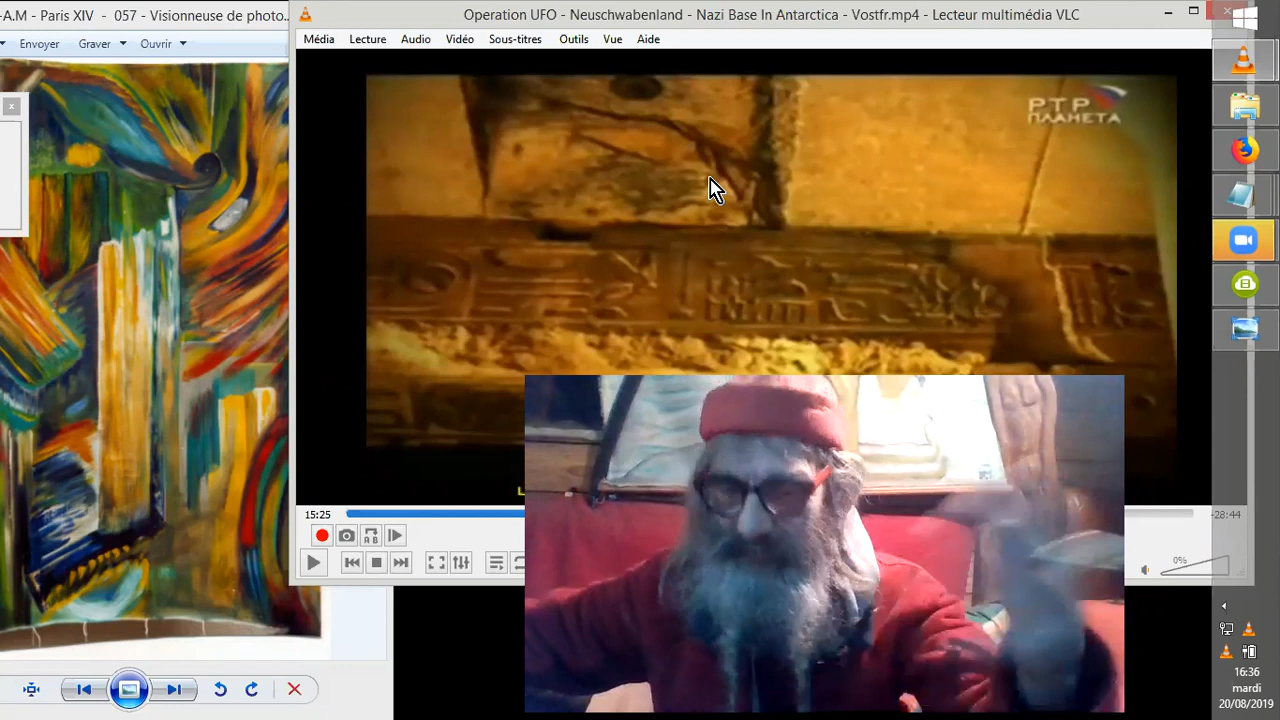 -A.M - Paris XIV - 057 - Visionneuse de photo...
Envoyer Graver Ouvrir
Operation UFO - Neuschwabenland - Nazi Base In Antarctica - Vostfr.mp4 - Lecteur multimédia VLC
Média Lecture Audio Vidéo Sous-titres Outils Vue Aide
РТР
ПЛАНЕТА
15:25
-28:44
A B
0%
16:36
mardi
20/08/2019